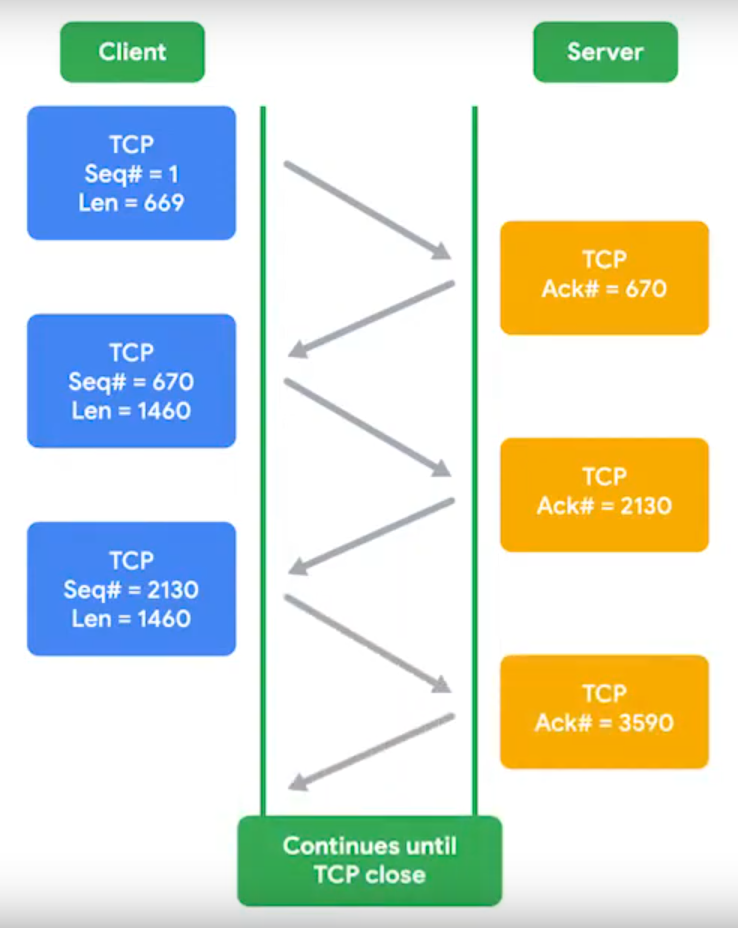 Client
Server
TCP
Seq# = 1
Len = 669
TCP
Ack# = 670
TCP
Seq# = 670
Len = 1460
TCP
Ack# = 2130
TCP
Seq# = 2130
Len = 1460
TCP
Ack# = 3590
Continues until
TCP close